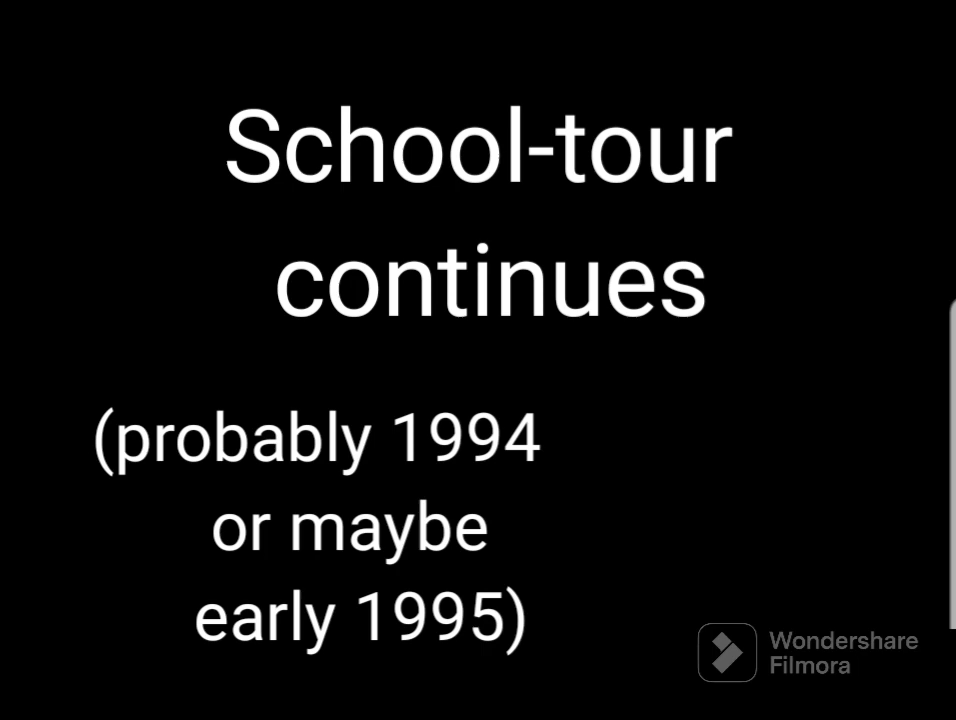 School-tour
continues
(probably 1994
or maybe
early 1995)
Wondershare
Filmora